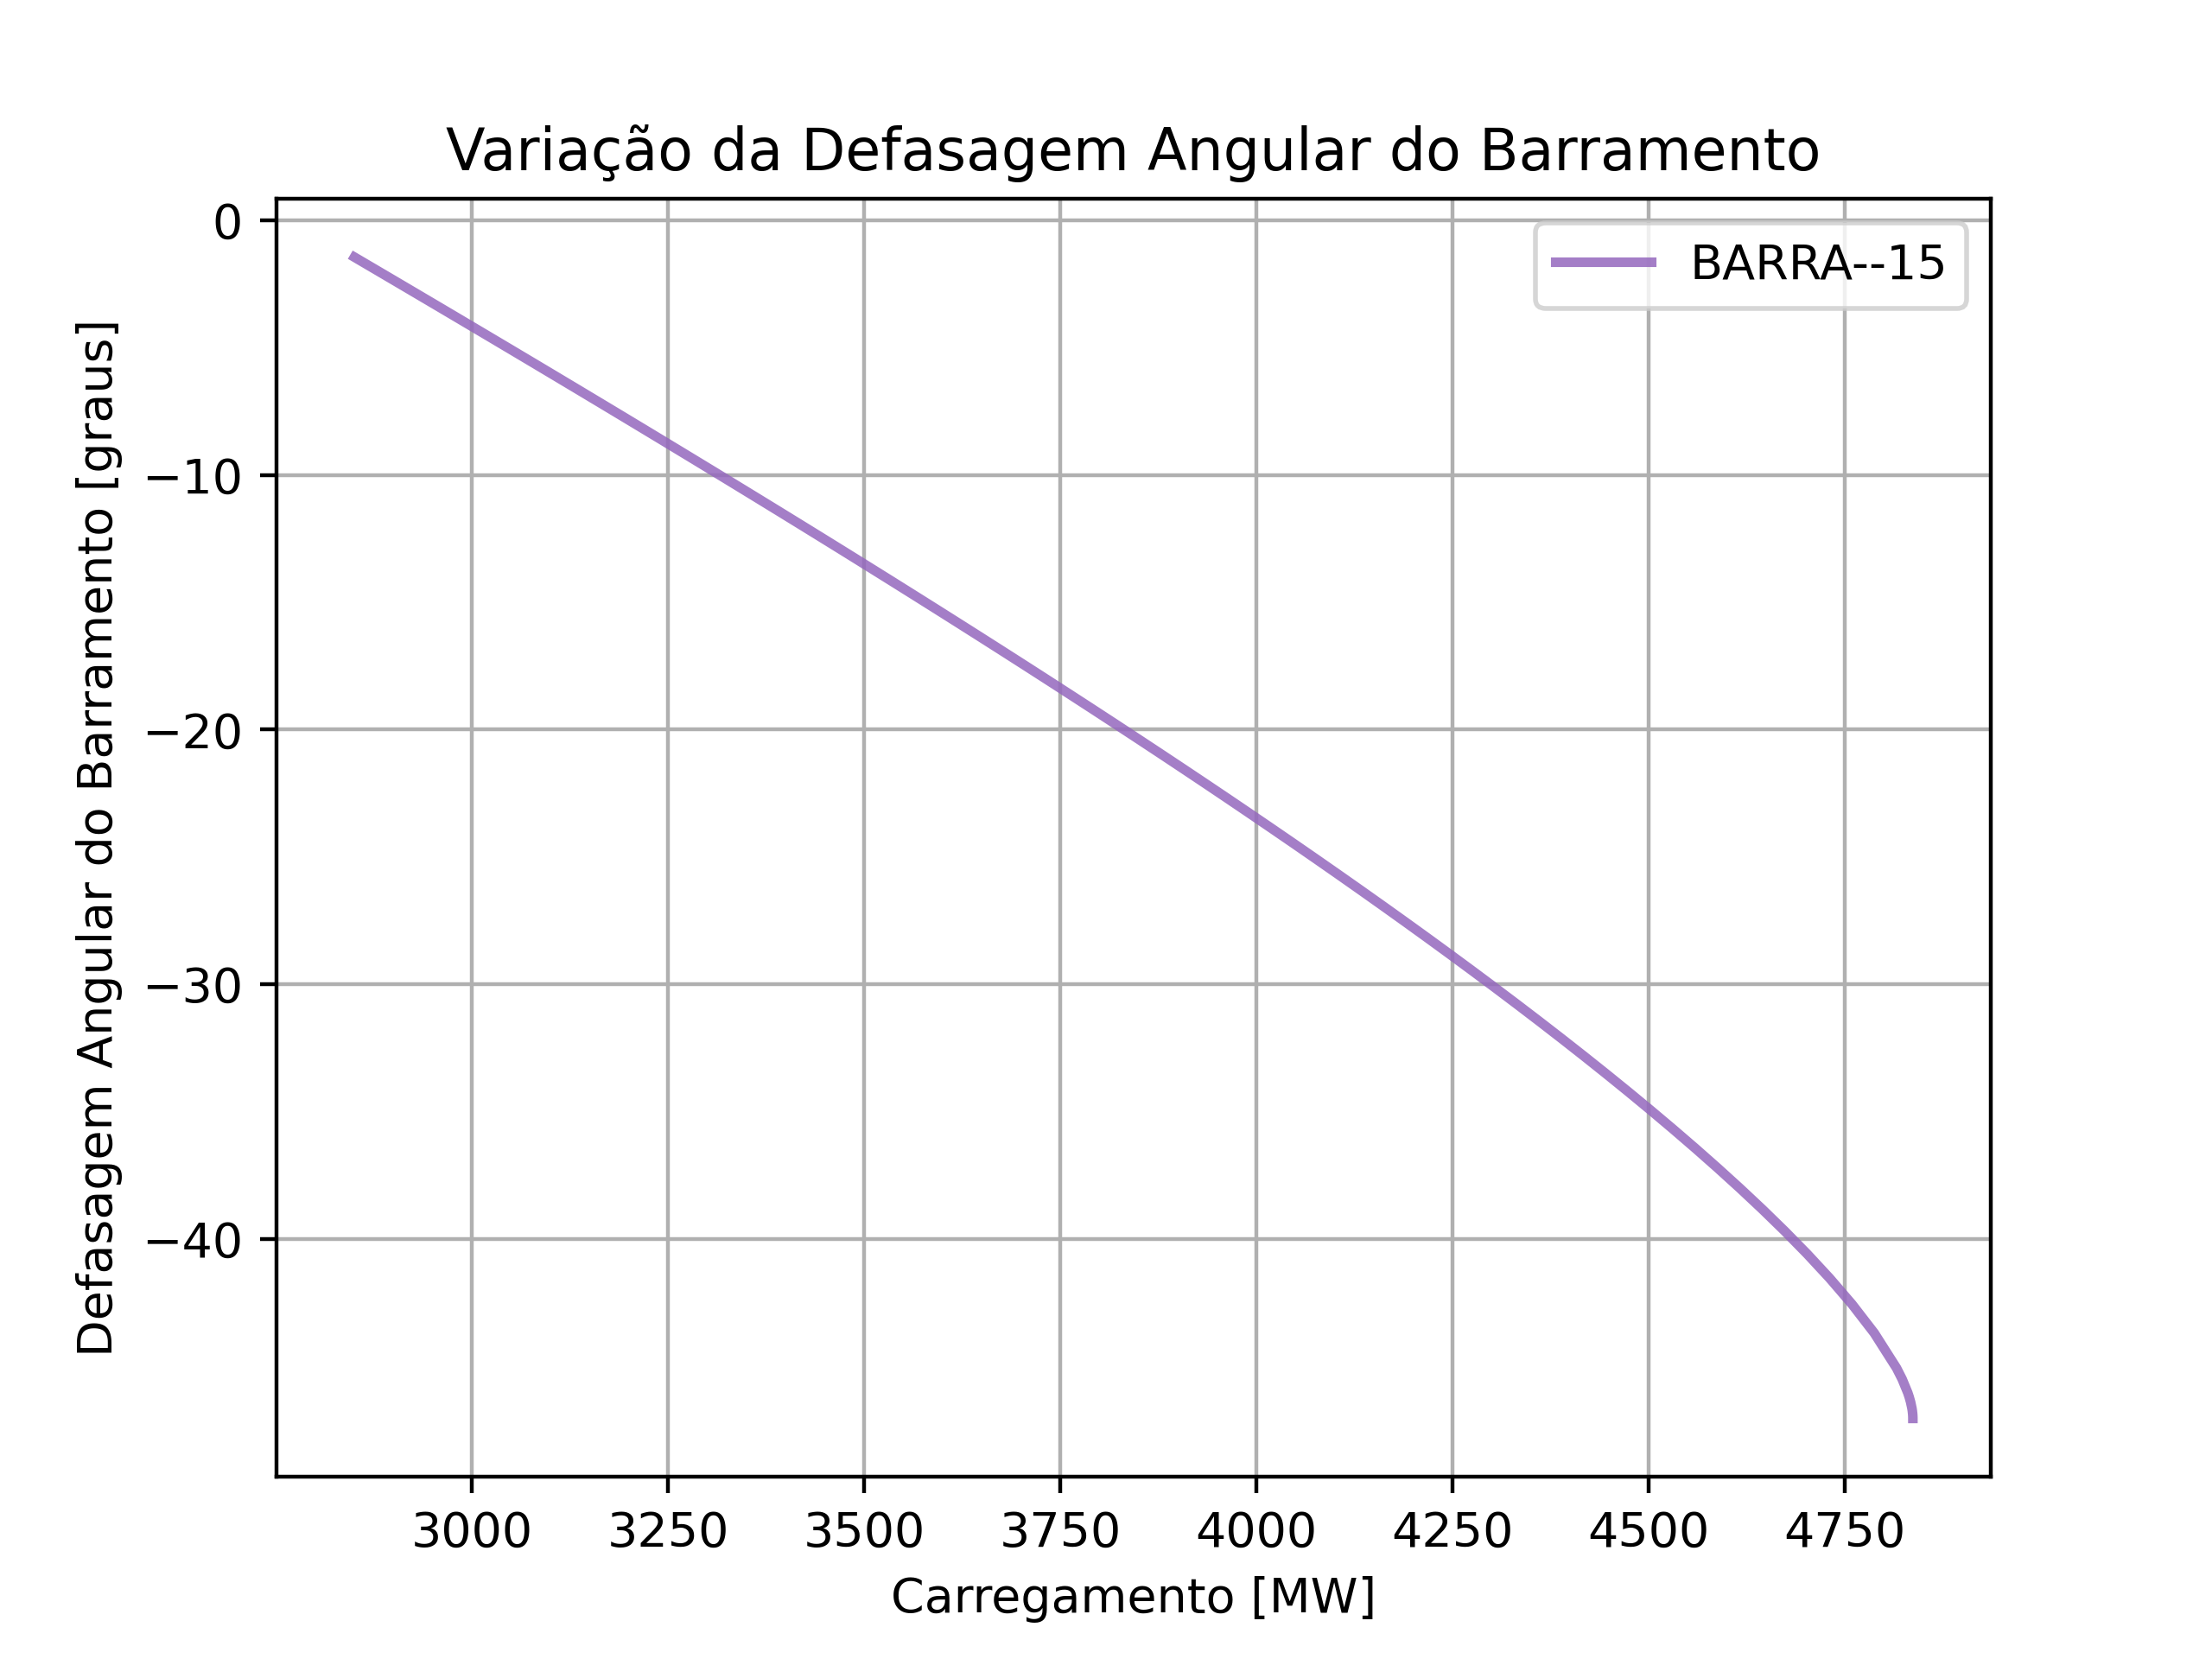 Variação da Defasagem Angular do Barramento
BARRA--15
Defasagem Angular do Barramento [graus]
0
−10
−20
−30
−40
3000 3250 3500 3750 4000 4250 4500 4750
Carregamento [MW]